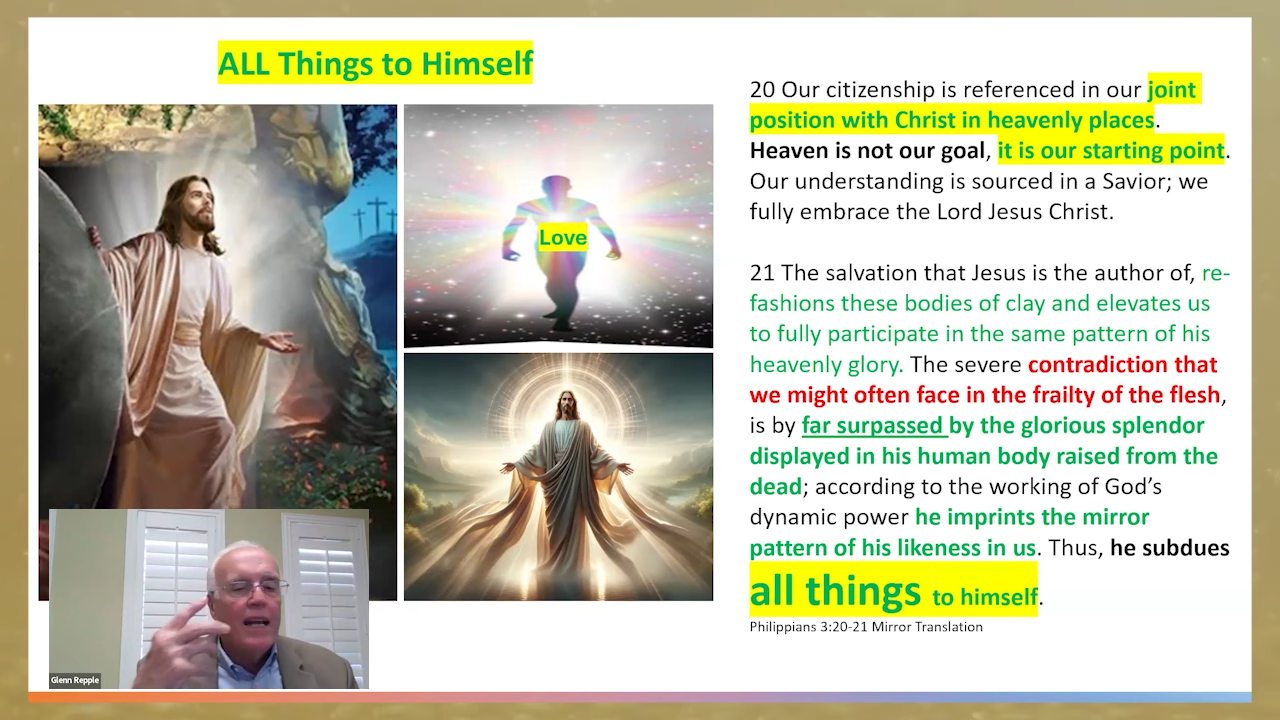 ALL Things to Himself
Love
20 Our citizenship is referenced in our joint
position with Christ in heavenly places.
Heaven is not our goal, it is our starting point.
Our understanding is sourced in a Savior; we
fully embrace the Lord Jesus Christ.
21 The salvation that Jesus is the author of, re-
fashions these bodies of clay and elevates us
to fully participate in the same pattern of his
heavenly glory. The severe contradiction that
we might often face in the frailty of the flesh,
is by far surpassed by the glorious splendor
displayed in his human body raised from the
dead; according to the working of God’s
dynamic power he imprints the mirror
pattern of his likeness in us. Thus, he subdues
all things to himself.
Philippians 3:20-21 Mirror Translation
Glenn Repple